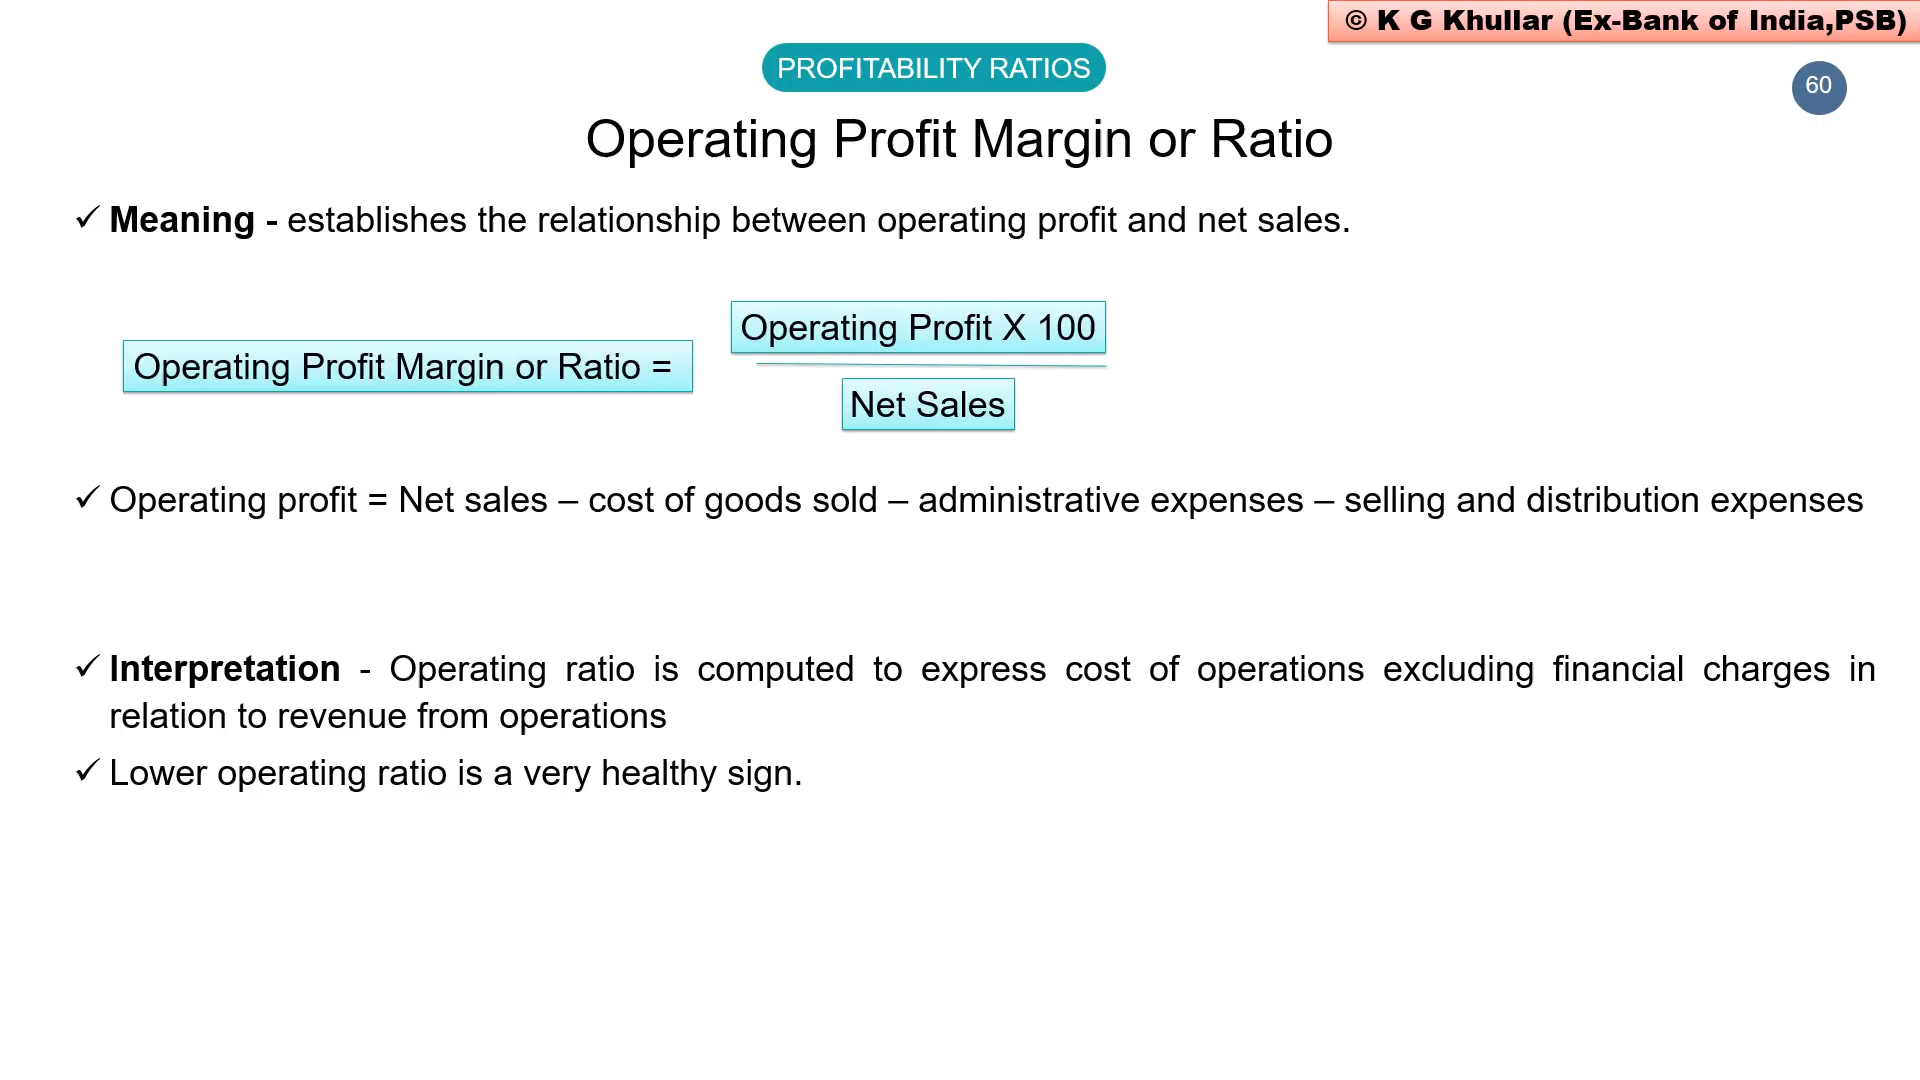 © K G Khullar (Ex-Bank of India,PSB)
PROFITABILITY RATIOS
60
Operating Profit Margin or Ratio
✓ Meaning - establishes the relationship between operating profit and net sales.
Operating Profit X 100
Operating Profit Margin or Ratio =
Net Sales
✓ Operating profit = Net sales – cost of goods sold – administrative expenses – selling and distribution expenses
✓ Interpretation - Operating ratio is computed to express cost of operations excluding financial charges in
relation to revenue from operations
✓ Lower operating ratio is a very healthy sign.